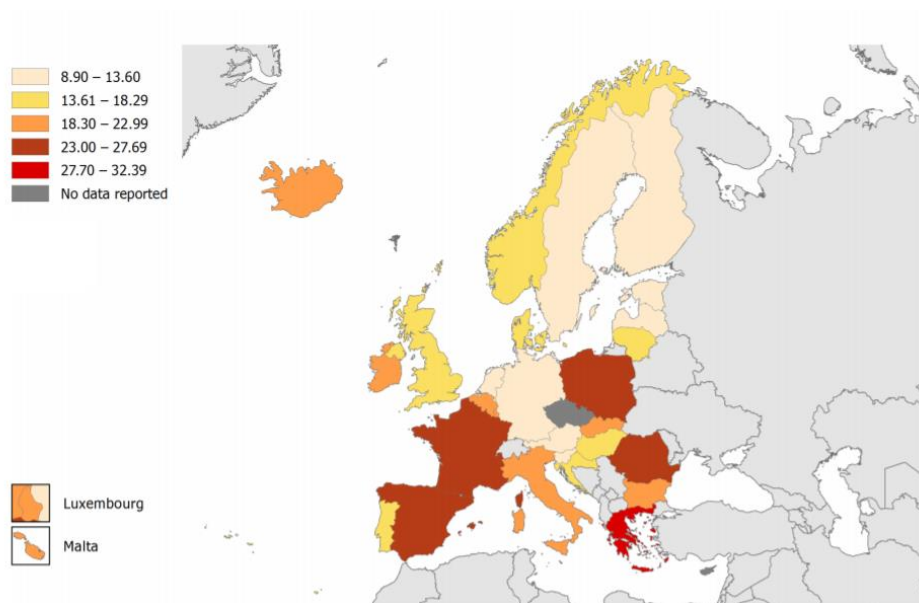 8.90 – 13.60
13.61 – 18.29
18.30 – 22.99
23.00 – 27.69
27.70 – 32.39
No data reported
Luxembourg
Malta